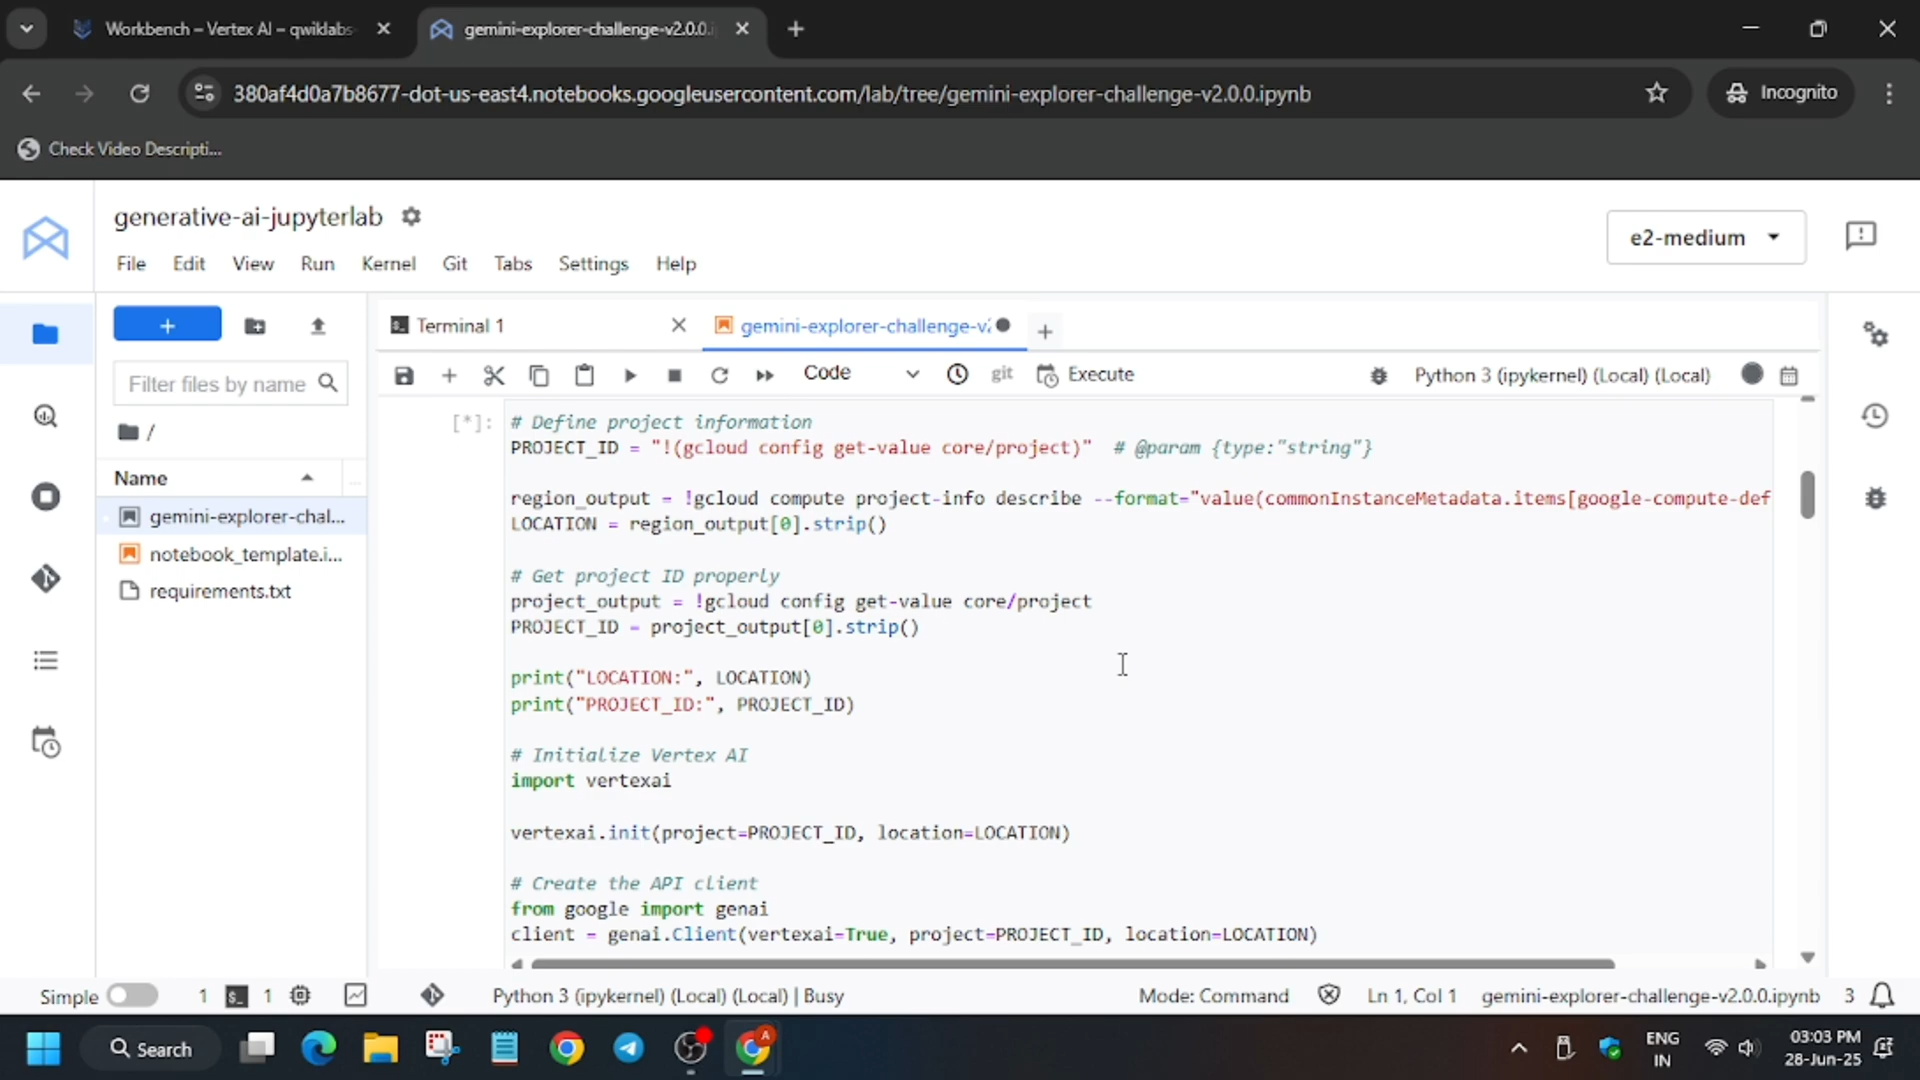 Workbench – Vertex AI – qwiklabs-
gemini-explorer-challenge-v2.0.0.i
380af4d0a7b8677-dot-us-east4.notebooks.googleusercontent.com/lab/tree/gemini-explorer-challenge-v2.0.0.ipynb
Incognito
Check Video Descripti...
generative-ai-jupyterlab
e2-medium
File Edit View Run Kernel Git Tabs Settings Help
Terminal 1
gemini-explorer-challenge-v2
Filter files by name
Code
git
Execute
Python 3 (ipykernel) (Local) (Local)
/
Name
gemini-explorer-chal...
notebook_template.i...
requirements.txt
[*]:
# Define project information
PROJECT_ID = "!(gcloud config get-value core/project)"  # @param {type:"string"}
region_output = !gcloud compute project-info describe --format="value(commonInstanceMetadata.items[google-compute-def
LOCATION = region_output[0].strip()
# Get project ID properly
project_output = !gcloud config get-value core/project
PROJECT_ID = project_output[0].strip()
print("LOCATION:", LOCATION)
print("PROJECT_ID:", PROJECT_ID)
# Initialize Vertex AI
import vertexai
vertexai.init(project=PROJECT_ID, location=LOCATION)
# Create the API client
from google import genai
client = genai.Client(vertexai=True, project=PROJECT_ID, location=LOCATION)
Simple
1
1
Python 3 (ipykernel) (Local) (Local) | Busy
Mode: Command
Ln 1, Col 1
gemini-explorer-challenge-v2.0.0.ipynb
3
Search
A
ENG
IN
03:03 PM
28-Jun-25